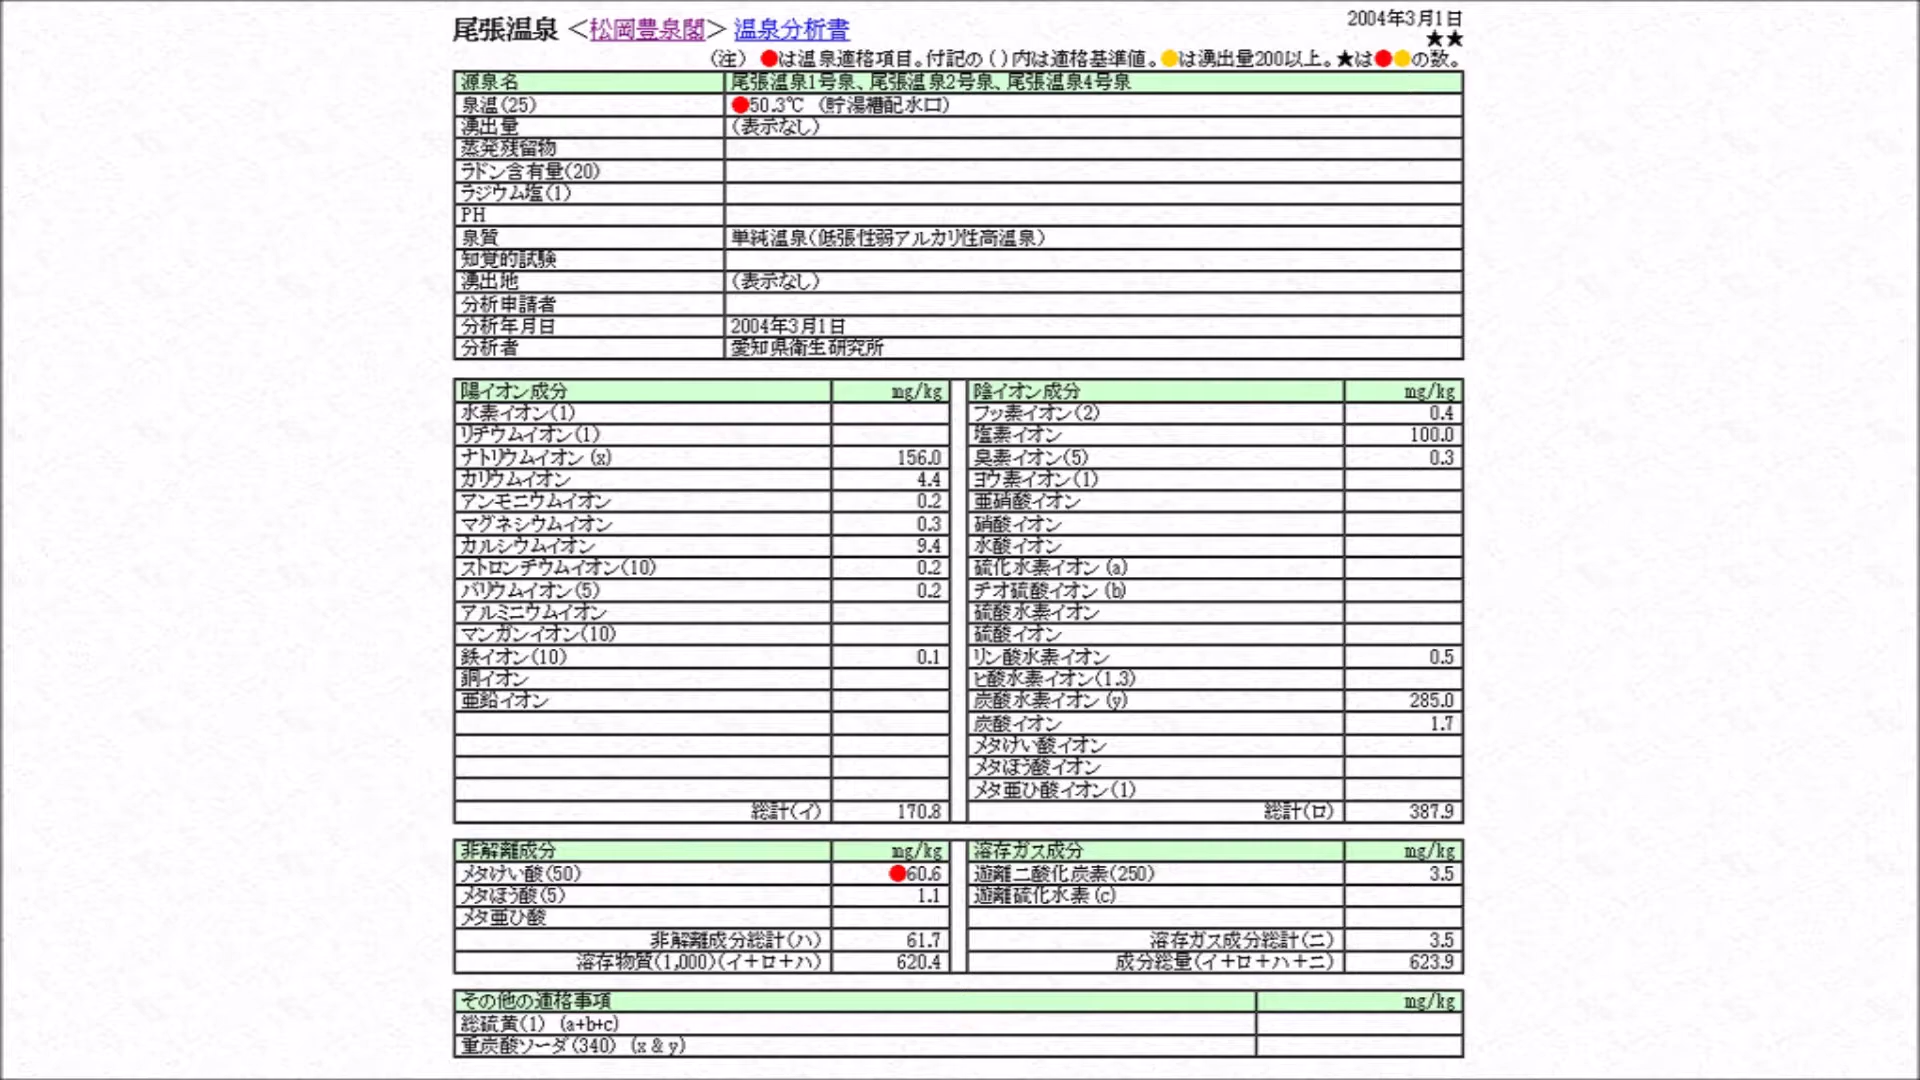 尾張温泉 <松岡豊泉閣> 温泉分析書
2004年3月1日
★★
(注) ●は温泉適格項目。付記の( )内は適格基準値。●は湧出量200以上。★は●●の数。
源泉名 尾張温泉1号泉、尾張温泉2号泉、尾張温泉4号泉
泉温(25) ●50.3℃ (貯湯槽配水口)
湧出量 (表示なし)
蒸発残留物
ラドン含有量(20)
ラジウム塩(1)
PH
泉質 単純温泉(低張性弱アルカリ性高温泉)
知覚的試験
湧出地 (表示なし)
分析申請者
分析年月日 2004年3月1日
分析者 愛知県衛生研究所
陽イオン成分 mg/kg 陰イオン成分 mg/kg
水素イオン(1) フッ素イオン(2) 0.4
リチウムイオン(1) 塩素イオン 100.0
ナトリウムイオン (x) 156.0 臭素イオン(5) 0.3
カリウムイオン 4.4 ヨウ素イオン(1)
アンモニウムイオン 0.2 亜硝酸イオン
マグネシウムイオン 0.3 硝酸イオン
カルシウムイオン 9.4 水酸イオン
ストロンチウムイオン(10) 0.2 硫化水素イオン (a)
バリウムイオン(5) 0.2 チオ硫酸イオン (b)
アルミニウムイオン 硫酸水素イオン
マンガンイオン(10) 硫酸イオン
鉄イオン(10) 0.1 リン酸水素イオン 0.5
銅イオン ヒ酸水素イオン(1.3)
亜鉛イオン 炭酸水素イオン (y) 285.0
炭酸イオン 1.7
メタけい酸イオン
メタほう酸イオン
メタ亜ひ酸イオン(1)
総計(イ) 170.8 総計(ロ) 387.9
非解離成分 mg/kg 溶存ガス成分 mg/kg
メタけい酸(50) ●60.6 遊離二酸化炭素(250) 3.5
メタほう酸(5) 1.1 遊離硫化水素 (c)
メタ亜ひ酸
非解離成分総計(ハ) 61.7 溶存ガス成分総計(ニ) 3.5
溶存物質(1,000)(イ+ロ+ハ) 620.4 成分総量(イ+ロ+ハ+ニ) 623.9
その他の適格事項 mg/kg
総硫黄(1) (a+b+c)
重炭酸ソーダ(340) (x & y)